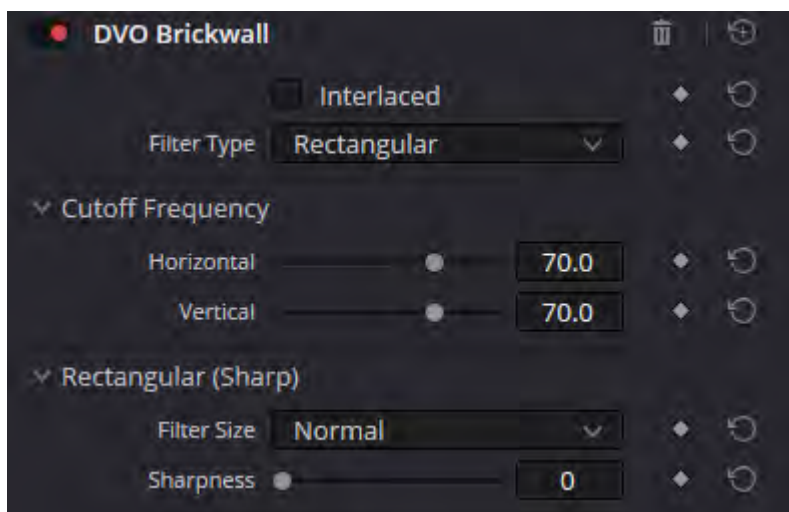 DVO Brickwall
Interlaced
Filter Type Rectangular
Cutoff Frequency
Horizontal 70.0
Vertical 70.0
Rectangular (Sharp)
Filter Size Normal
Sharpness 0